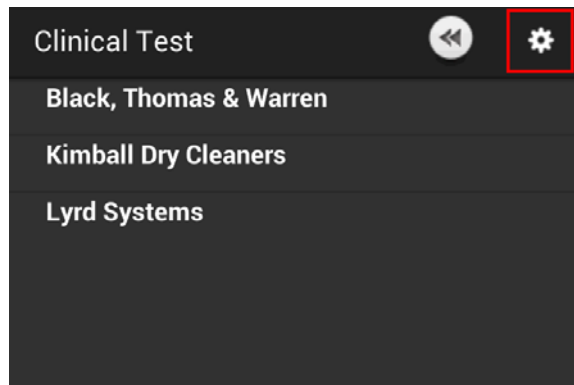 Clinical Test
Black, Thomas & Warren
Kimball Dry Cleaners
Lyrd Systems